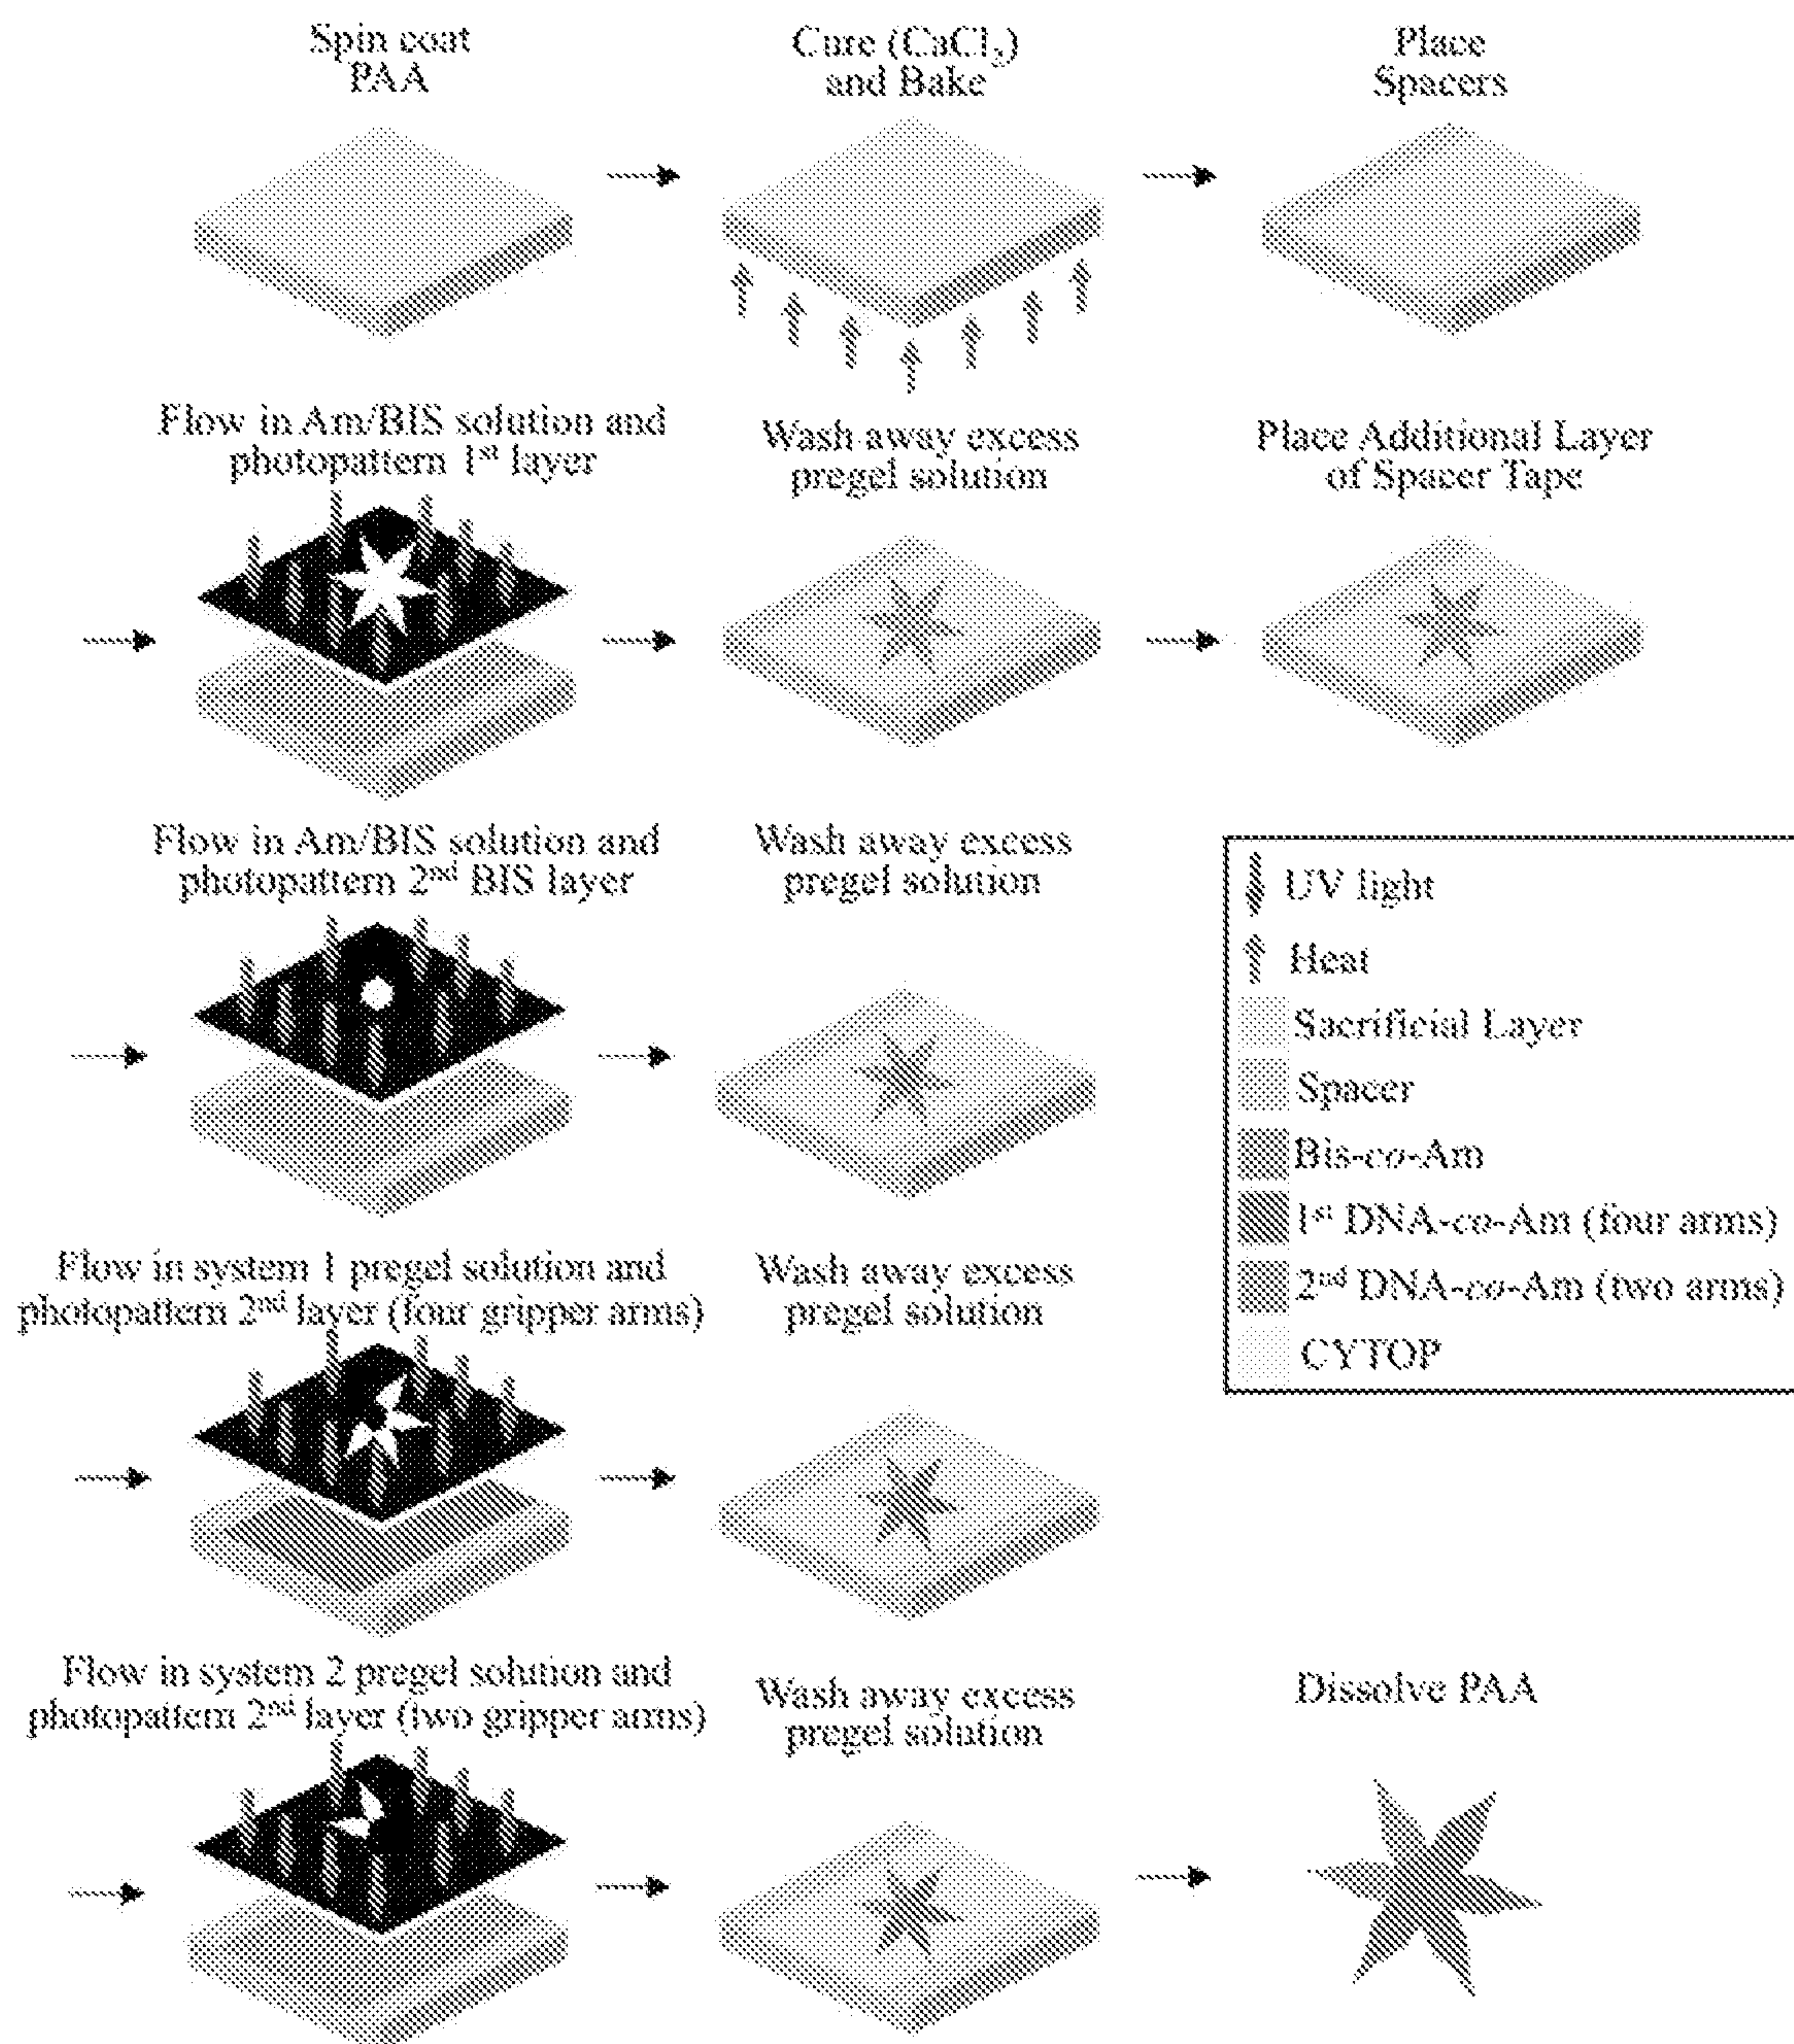 Spin coat
PAA
Cure (CaCl₂)
and Bake
Place
Spacers
Flow in Am/BIS solution and
photopattern 1st layer
Wash away excess
pregel solution
Place Additional Layer
of Spacer Tape
Flow in Am/BIS solution and
photopattern 2nd BIS layer
Wash away excess
pregel solution
UV light
Heat
Sacrificial Layer
Spacer
Bis-co-Am
1st DNA-co-Am (four arms)
2nd DNA-co-Am (two arms)
CYTOP
Flow in system 1 pregel solution and
photopattern 2nd layer (four gripper arms)
Wash away excess
pregel solution
Flow in system 2 pregel solution and
photopattern 2nd layer (two gripper arms)
Wash away excess
pregel solution
Dissolve PAA